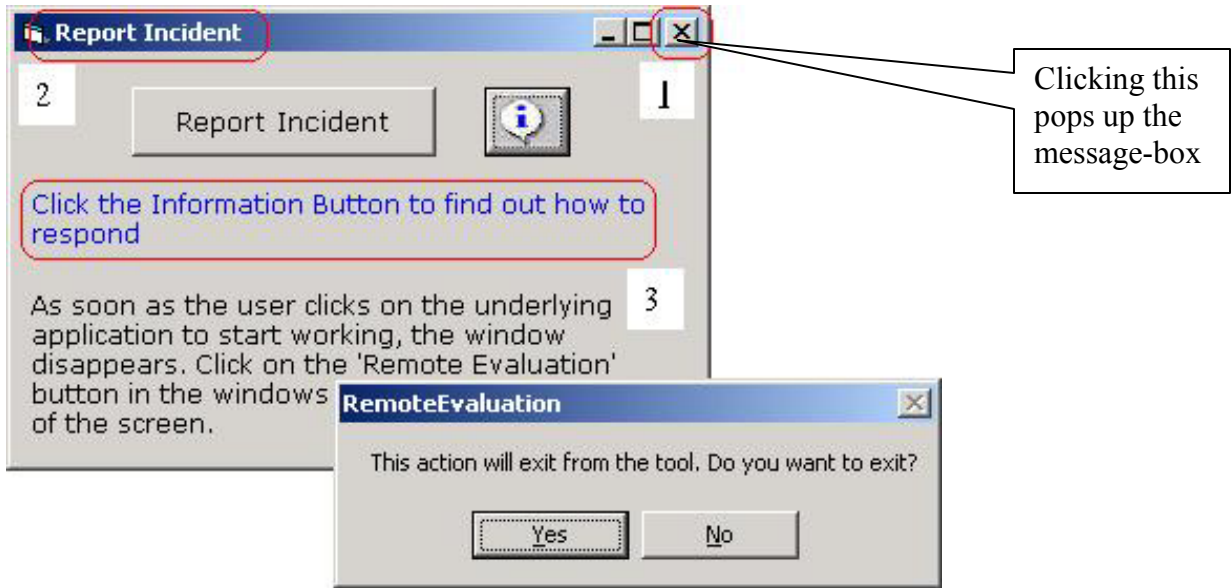 Report Incident
2
1
Report Incident
i
Click the Information Button to find out how to
respond
3
As soon as the user clicks on the underlying
application to start working, the window
disappears. Click on the 'Remote Evaluation'
button in the windows
of the screen.
RemoteEvaluation
This action will exit from the tool. Do you want to exit?
Yes
No
Clicking this
pops up the
message-box